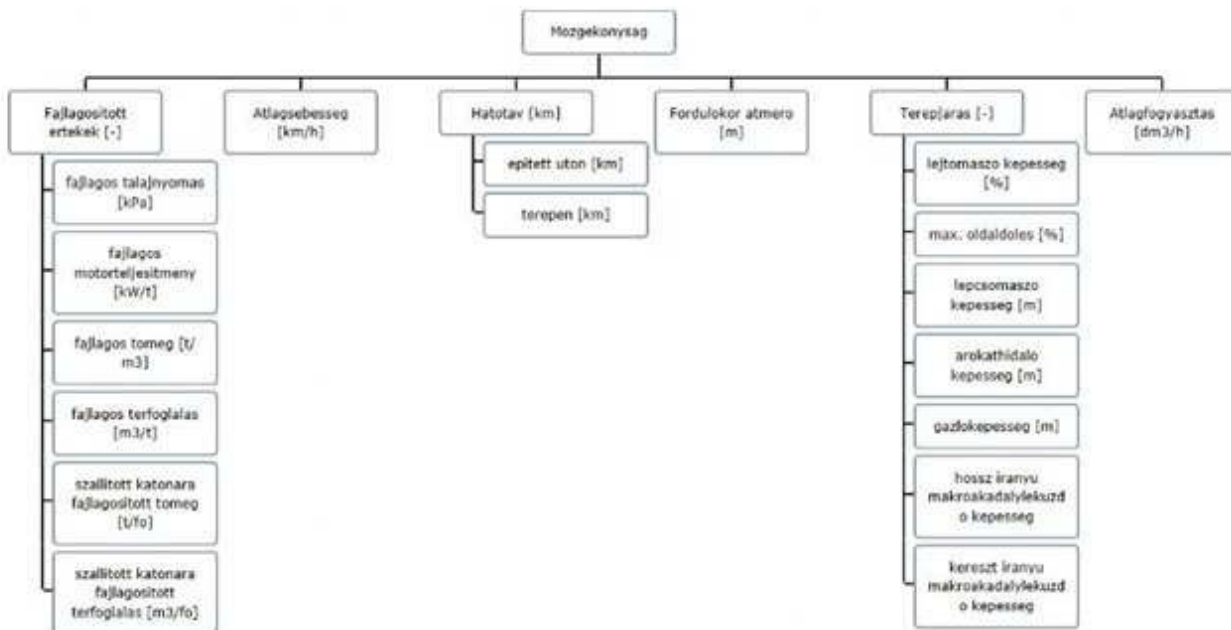 Mozgekonysag
Fajlagositott
ertekek [-]
fajlagos talajnyomas
[kPa]
fajlagos
motorteljesitmeny
[kW/t]
fajlagos tomeg [t/
m3]
fajlagos terfoglalas
[m3/t]
szallitott katonara
fajlagositott tomeg
[t/fo]
szallitott katonara
fajlagositott
terfoglalas [m3/fo]
Atlagsebesseg
[km/h]
Hatotav [km]
epitett uton [km]
terepen [km]
Fordulokor atmero
[m]
Terepjaras [-]
lejtomaszo kepesseg
[%]
max. oldaldoles [%]
lepcsomaszo
kepesseg [m]
arokathidalo
kepesseg [m]
gazlokepesseg [m]
hossz iranyu
makroakadalylekuzd
o kepesseg
kereszt iranyu
makroakadalylekuzd
o kepesseg
Atlagfogyasztas
[dm3/h]